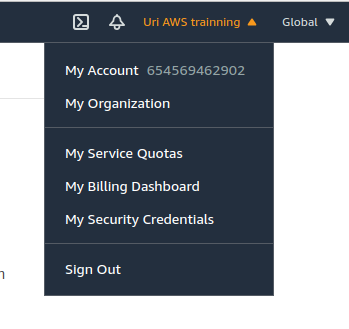 Uri AWS trainning Global
My Account 654569462902
My Organization
My Service Quotas
My Billing Dashboard
My Security Credentials
Sign Out